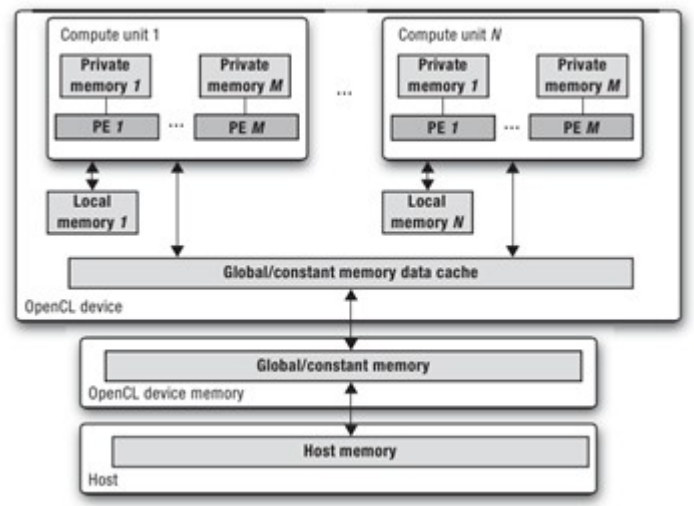 Compute unit 1
Private
memory 1
Private
memory M
PE 1
...
PE M
Local
memory 1
...
Compute unit N
Private
memory 1
Private
memory M
PE 1
...
PE M
Local
memory N
Global/constant memory data cache
OpenCL device
Global/constant memory
OpenCL device memory
Host memory
Host